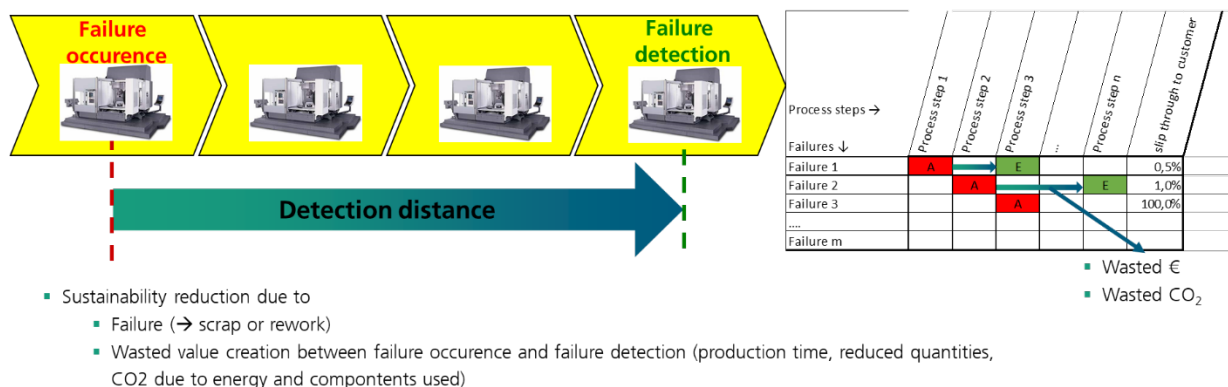 Failure
occurence
Failure
detection
Detection distance
▪ Sustainability reduction due to
▪ Failure (→ scrap or rework)
▪ Wasted value creation between failure occurence and failure detection (production time, reduced quantities,
CO2 due to energy and compontents used)
Process steps →
Failures ↓
Process step 1
Process step 2
Process step 3
...
Process step n
slip through to customer
Failure 1 A E 0,5%
Failure 2 A E 1,0%
Failure 3 A 100,0%
....
Failure m
▪ Wasted €
▪ Wasted CO₂